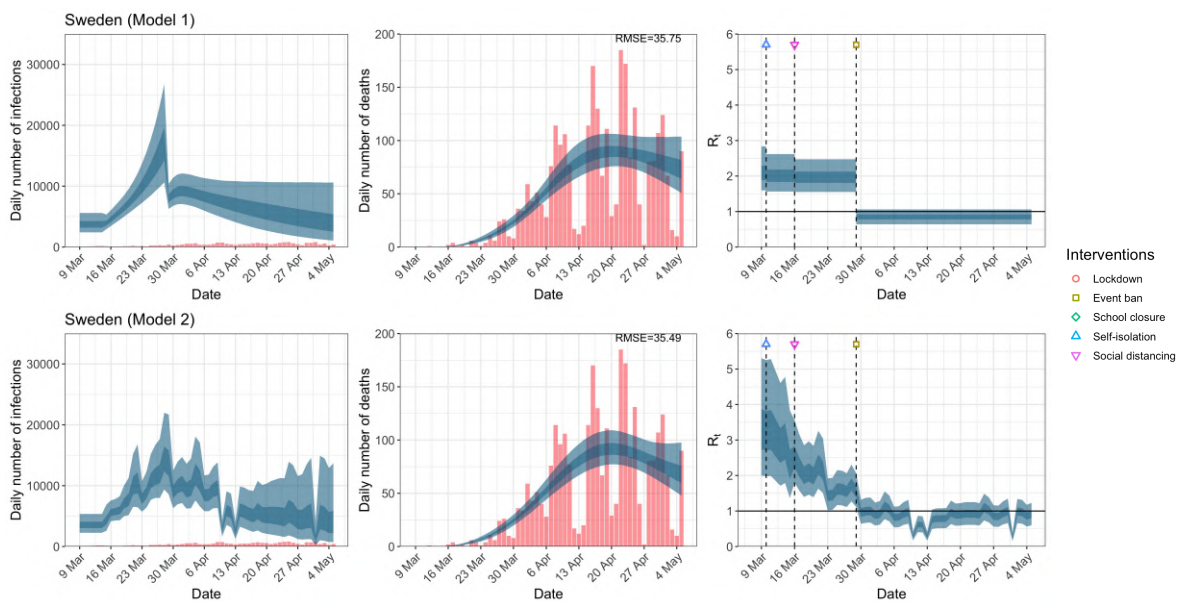 Sweden (Model 1)
Daily number of infections
30000
20000
10000
0
9 Mar
16 Mar
23 Mar
30 Mar
6 Apr
13 Apr
20 Apr
27 Apr
4 May
Date
Daily number of deaths
RMSE=35.75
200
150
100
50
0
9 Mar
16 Mar
23 Mar
30 Mar
6 Apr
13 Apr
20 Apr
27 Apr
4 May
Date
Rt
6
5
4
3
2
1
0
9 Mar
16 Mar
23 Mar
30 Mar
6 Apr
13 Apr
20 Apr
27 Apr
4 May
Date
Sweden (Model 2)
Daily number of infections
30000
20000
10000
0
9 Mar
16 Mar
23 Mar
30 Mar
6 Apr
13 Apr
20 Apr
27 Apr
4 May
Date
Daily number of deaths
RMSE=35.49
200
150
100
50
0
9 Mar
16 Mar
23 Mar
30 Mar
6 Apr
13 Apr
20 Apr
27 Apr
4 May
Date
Rt
6
5
4
3
2
1
0
9 Mar
16 Mar
23 Mar
30 Mar
6 Apr
13 Apr
20 Apr
27 Apr
4 May
Date
Interventions
Lockdown
Event ban
School closure
Self-isolation
Social distancing